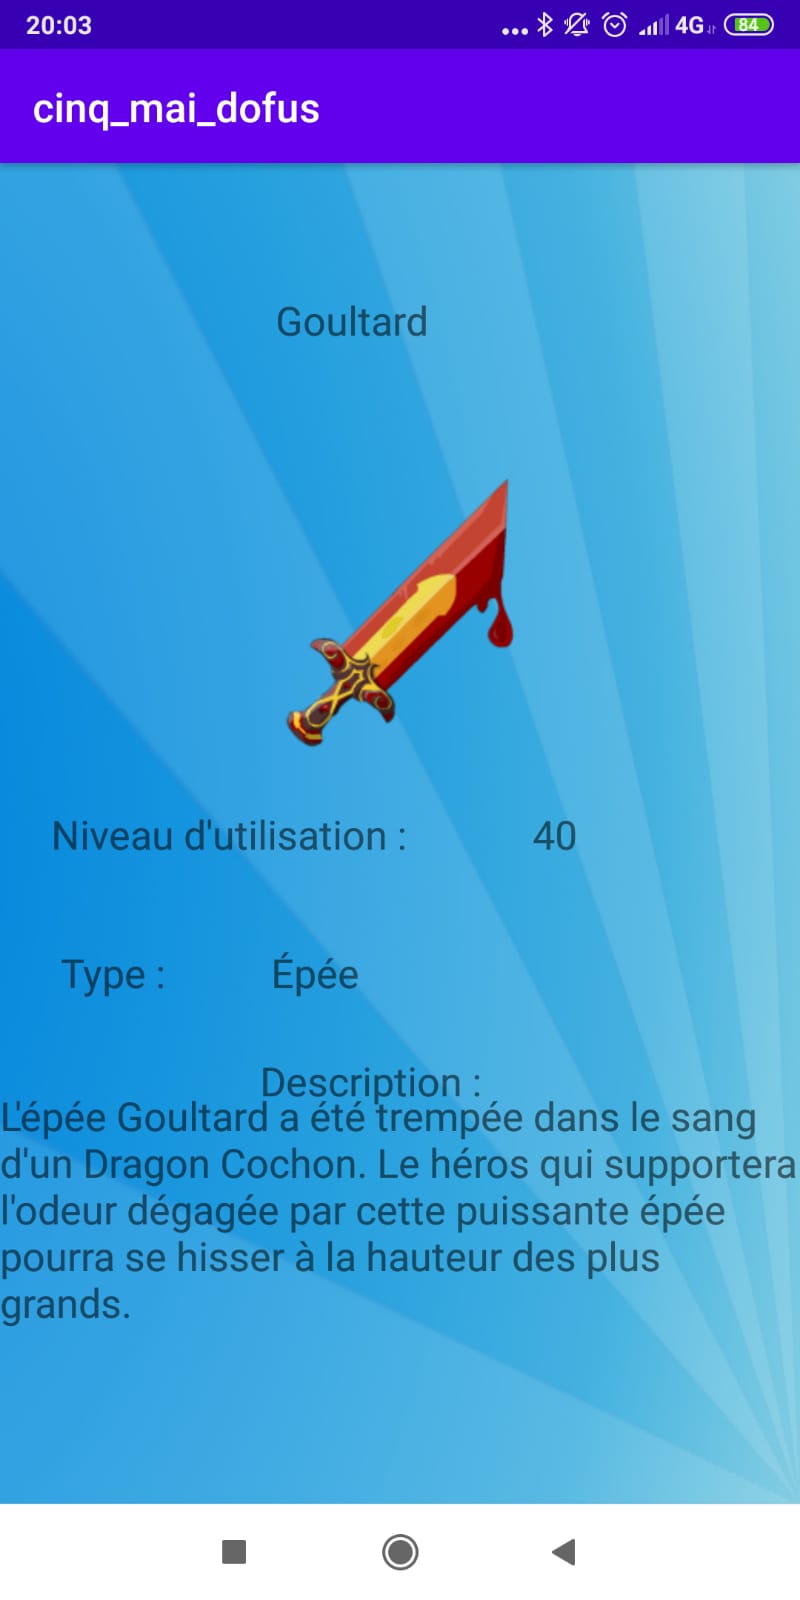 20:03
4G
84
cinq_mai_dofus
Goultard
Niveau d'utilisation : 40
Type : Épée
Description :
L'épée Goultard a été trempée dans le sang
d'un Dragon Cochon. Le héros qui supportera
l'odeur dégagée par cette puissante épée
pourra se hisser à la hauteur des plus
grands.